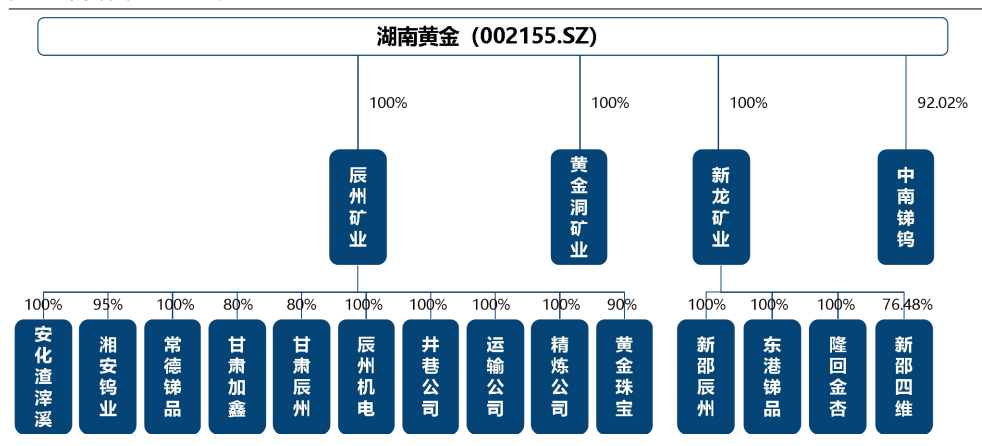 湖南黄金（002155.SZ）
100%
100%
100%
92.02%
辰州矿业
黄金洞矿业
新龙矿业
中南锑钨
100%
95%
100%
80%
80%
100%
100%
100%
100%
90%
100%
100%
100%
76.48%
安化渣滓溪
湘安钨业
常德锑品
甘肃加鑫
甘肃辰州
辰州机电
井巷公司
运输公司
精炼公司
黄金珠宝
新邵辰州
东港锑品
隆回金杏
新邵四维